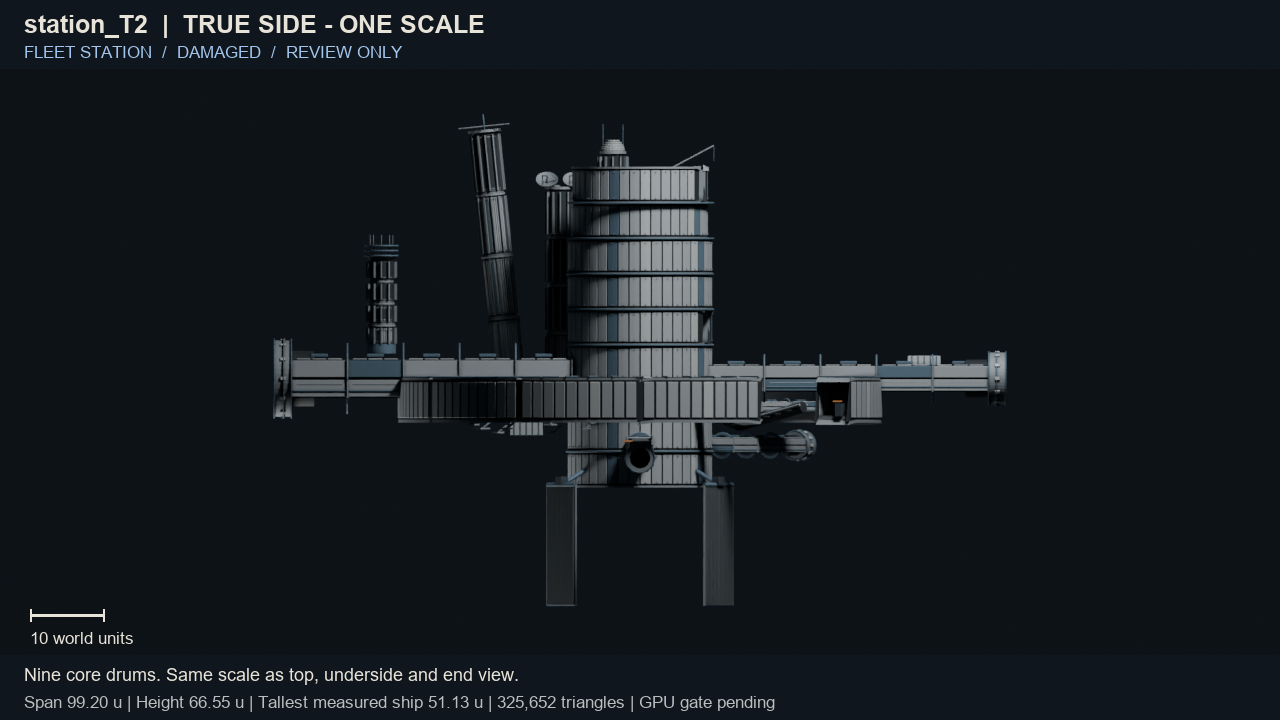 station_T2 | TRUE SIDE - ONE SCALE
FLEET STATION / DAMAGED / REVIEW ONLY
10 world units
Nine core drums. Same scale as top, underside and end view.
Span 99.20 u | Height 66.55 u | Tallest measured ship 51.13 u | 325,652 triangles | GPU gate pending